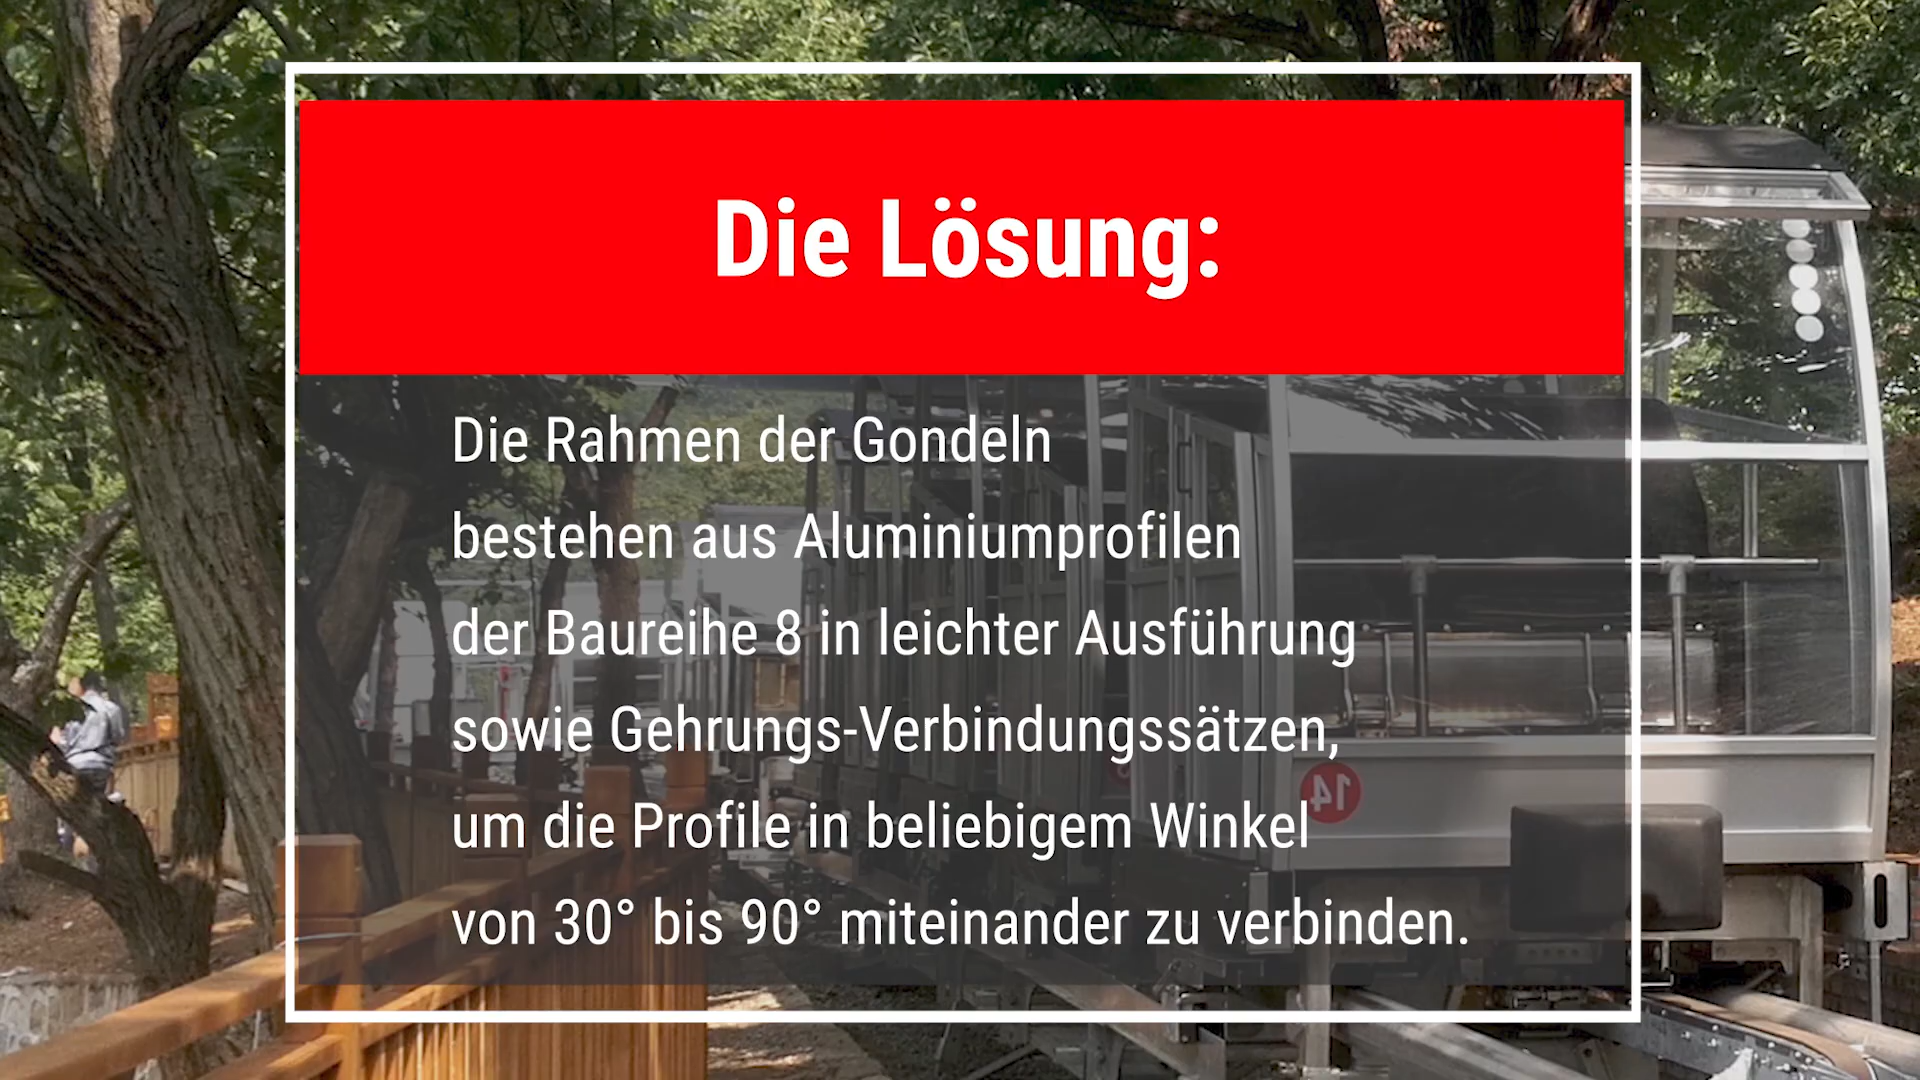 Die Lösung:
Die Rahmen der Gondeln
bestehen aus Aluminiumprofilen
der Baureihe 8 in leichter Ausführung
sowie Gehrungs-Verbindungssätzen,
um die Profile in beliebigem Winkel
von 30° bis 90° miteinander zu verbinden.
14